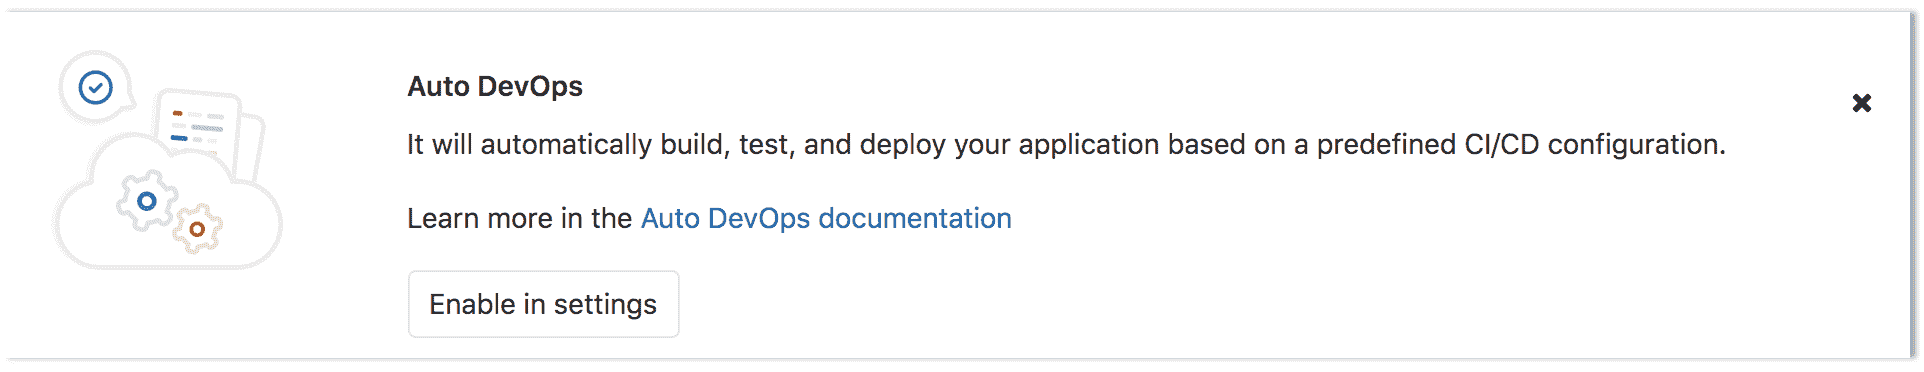 Auto DevOps
It will automatically build, test, and deploy your application based on a predefined CI/CD configuration.
Learn more in the Auto DevOps documentation
Enable in settings